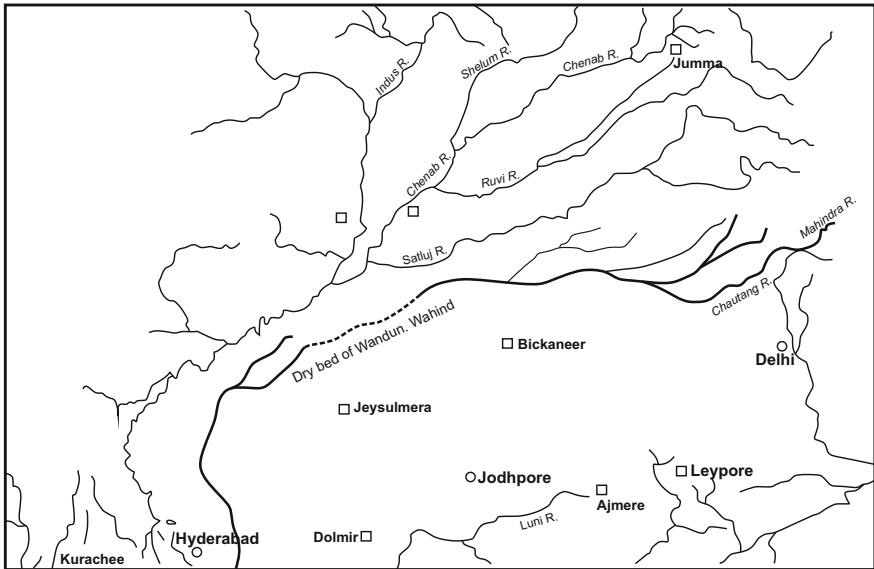 Indus R.
Shelum R.
Chenab R.
Jumma
Chenab R.
Ruvi R.
Satluj R.
Mahindra R.
Chautang R.
Dry bed of Wandun. Wahind
Bickaneer
Delhi
Jeysulmera
Jodhpore
Leypore
Ajmere
Luni R.
Dolmir
Hyderabad
Kurachee